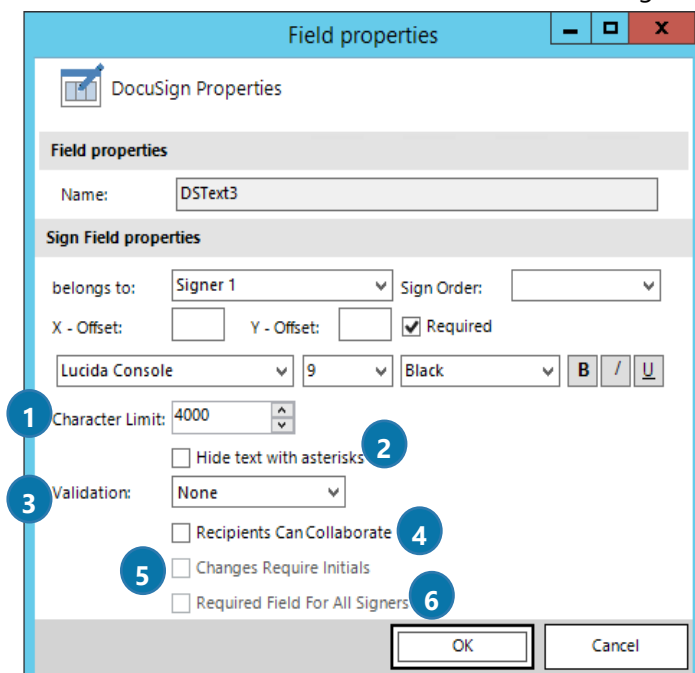 Field properties
DocuSign Properties
Field properties
Name: DSText3
Sign Field properties
belongs to: Signer 1 Sign Order:
X - Offset: Y - Offset: Required
Lucida Console 9 Black B I U
1 Character Limit: 4000
Hide text with asterisks 2
3 Validation: None
Recipients Can Collaborate 4
5 Changes Require Initials
Required Field For All Signers 6
OK Cancel